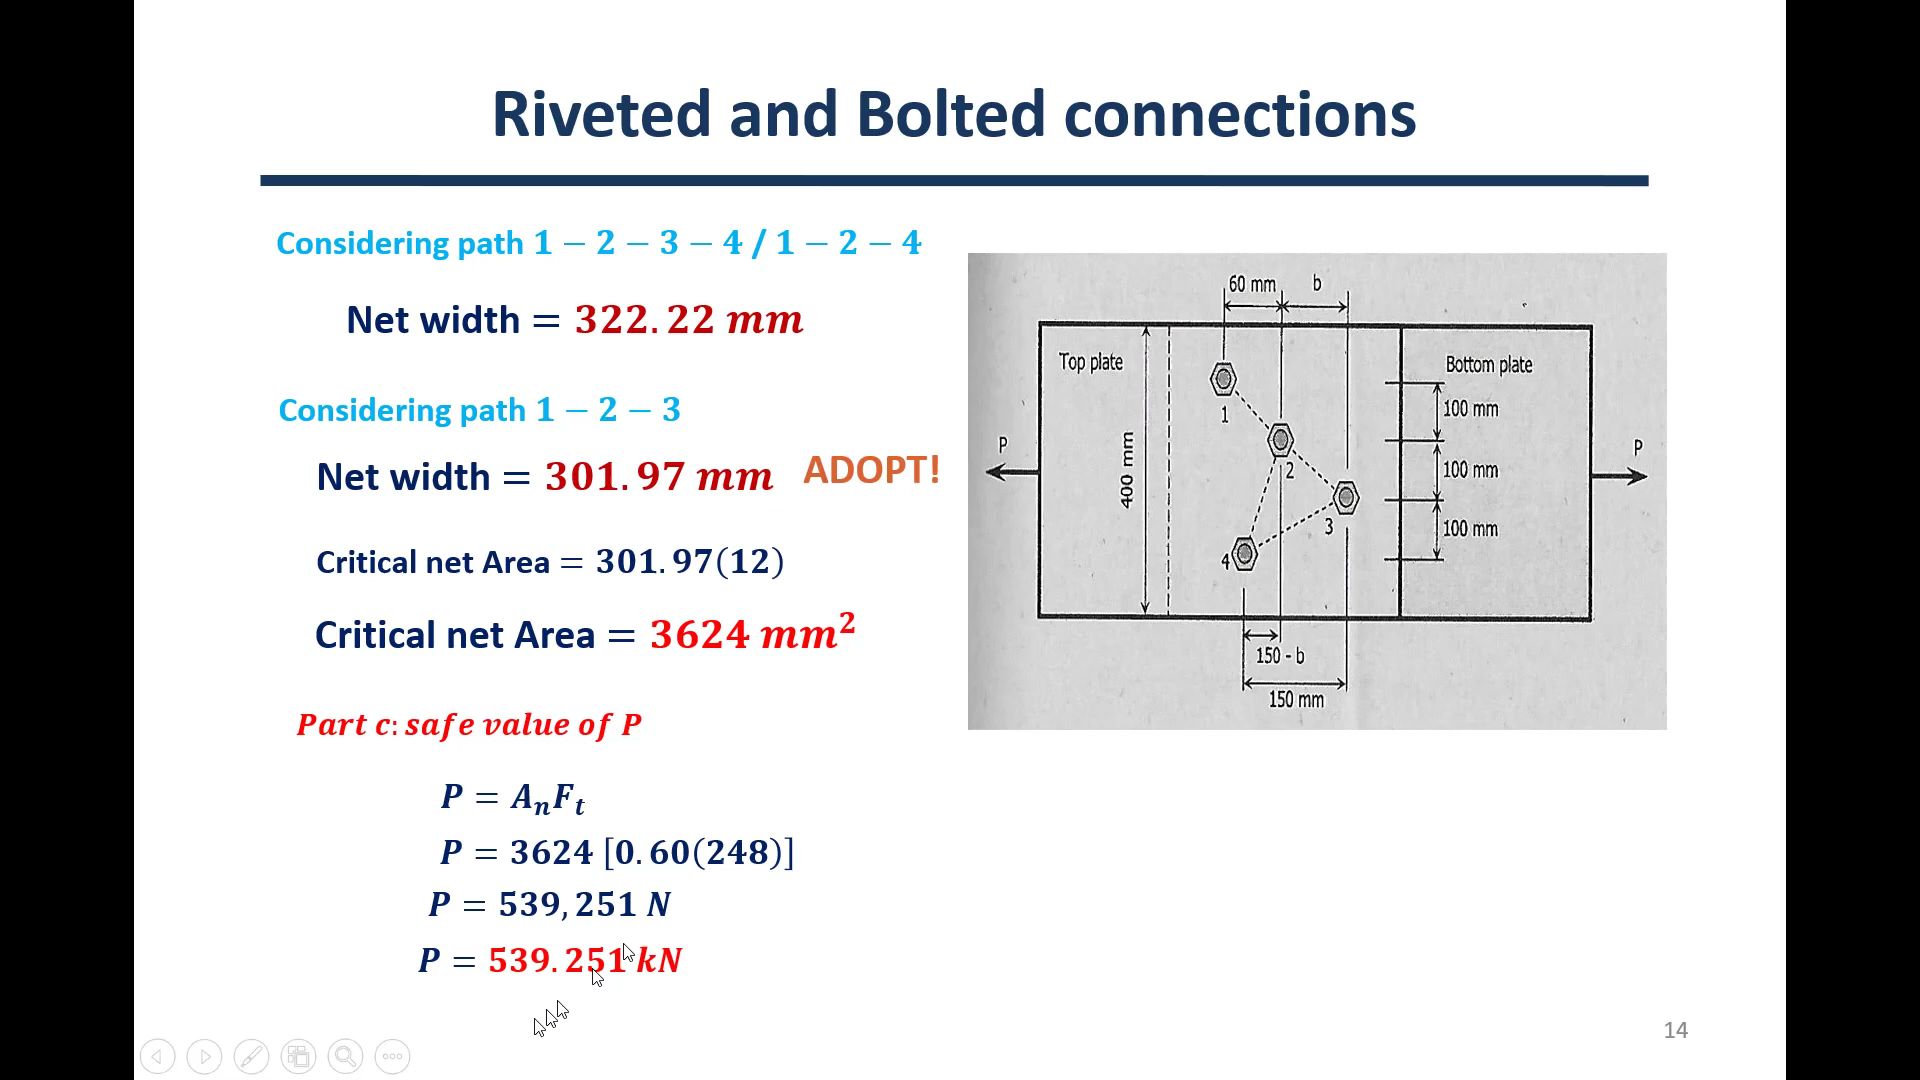 Riveted and Bolted connections
Considering path 1 − 2 − 3 − 4 / 1 − 2 − 4
Net width = 322.22 mm
Considering path 1 − 2 − 3
Net width = 301.97 mm ADOPT!
Critical net Area = 301.97(12)
Critical net Area = 3624 mm²
Part c: safe value of P
P = AₙFₜ
P = 3624 [0.60(248)]
P = 539,251 N
P = 539.251 kN
60 mm b
Top plate
Bottom plate
1
100 mm
P
400 mm
2
100 mm
P
3
100 mm
4
150 - b
150 mm
14